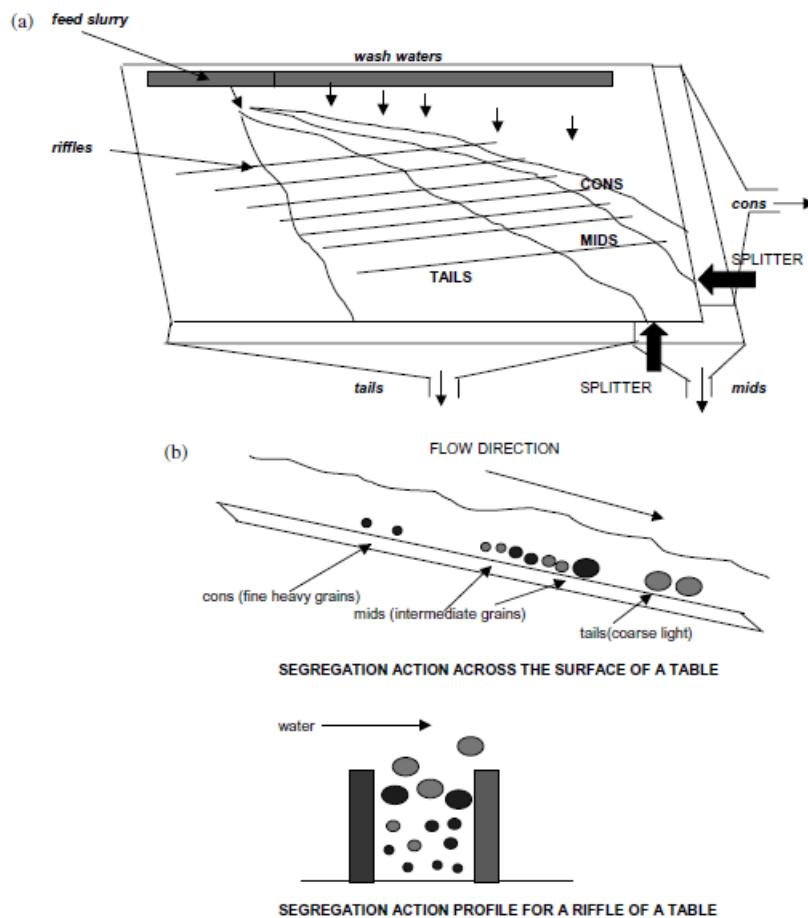 (a)
feed slurry
wash waters
riffles
CONS
cons
MIDS
SPLITTER
TAILS
tails
SPLITTER
mids
(b)
FLOW DIRECTION
cons (fine heavy grains)
mids (intermediate grains)
tails(coarse light)
SEGREGATION ACTION ACROSS THE SURFACE OF A TABLE
water
SEGREGATION ACTION PROFILE FOR A RIFFLE OF A TABLE